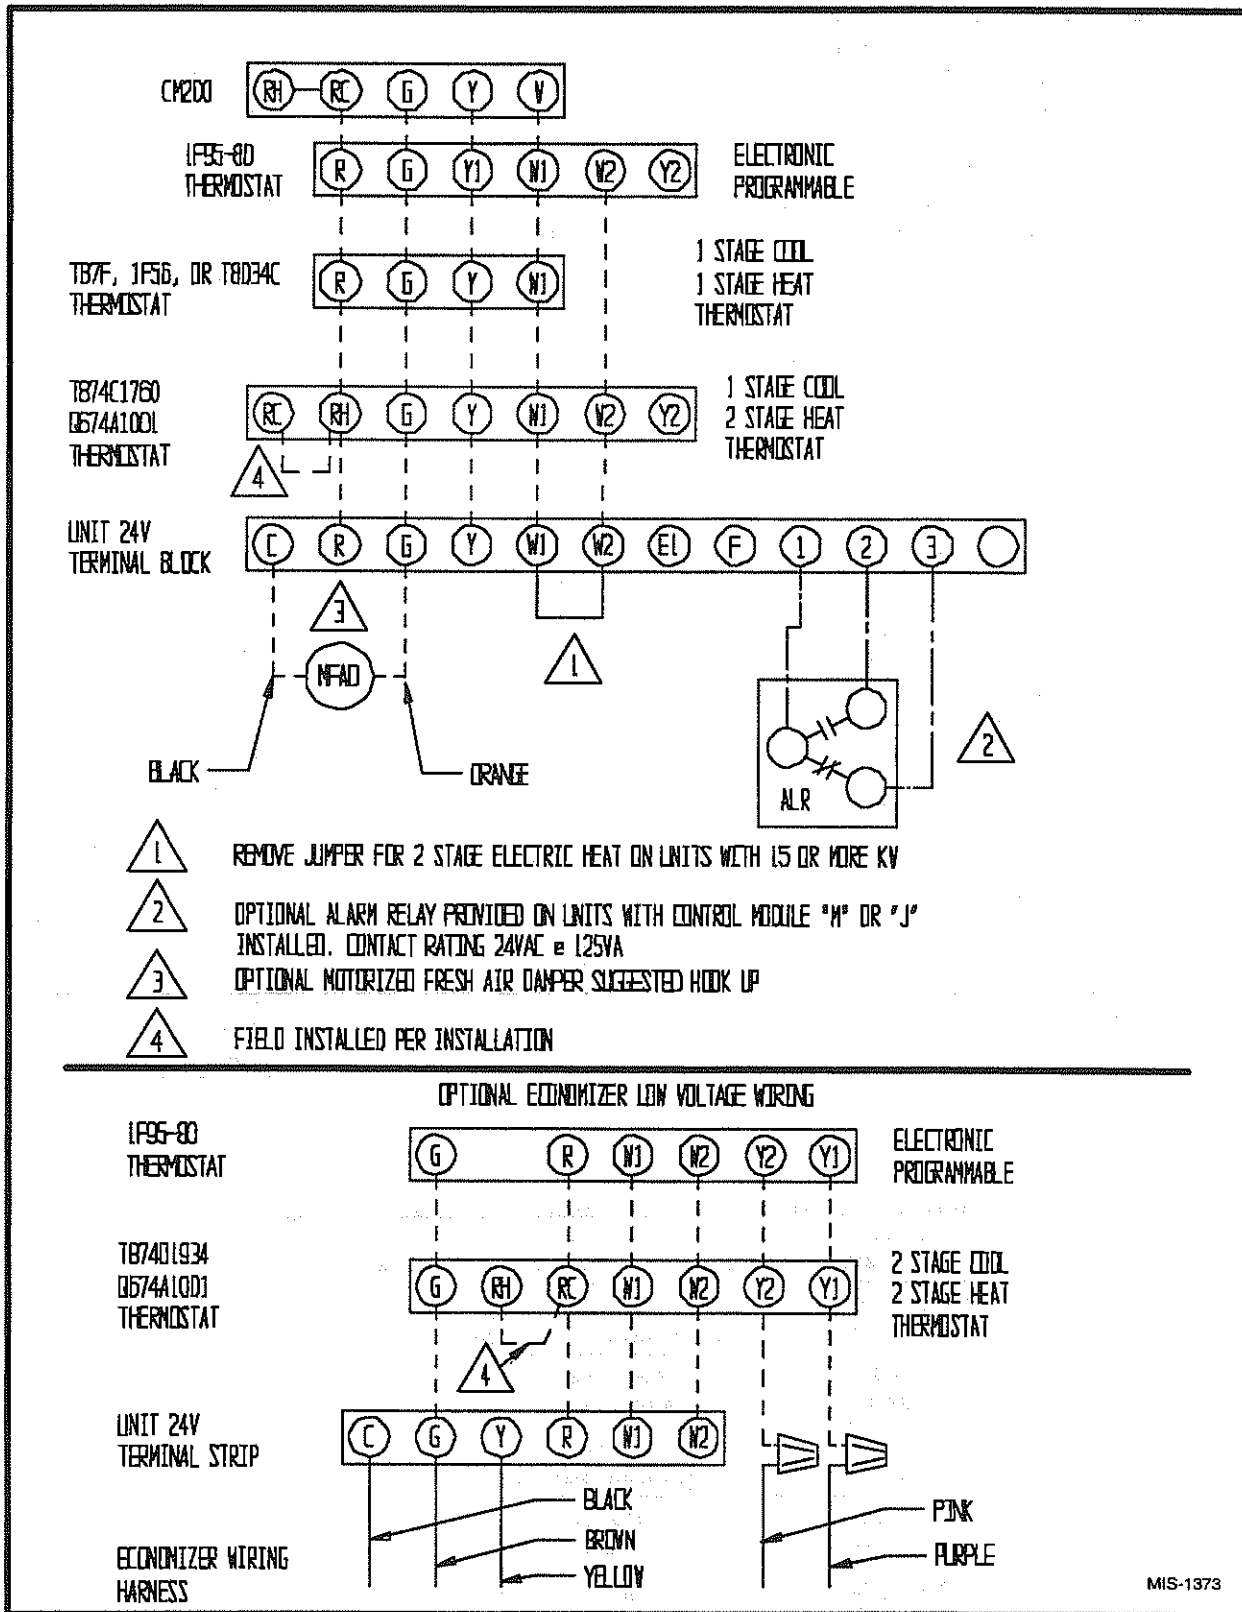 CM200 RH RC G Y W
1F95-80
THERMOSTAT
R G Y1 W1 W2 Y2
ELECTRONIC
PROGRAMMABLE
T87F, 1F56, OR T8034C
THERMOSTAT
R G Y W1
1 STAGE COOL
1 STAGE HEAT
THERMOSTAT
T874C1760
Q674A1001
THERMOSTAT
RC RH G Y W1 W2 Y2
1 STAGE COOL
2 STAGE HEAT
THERMOSTAT
4
UNIT 24V
TERMINAL BLOCK
C R G Y W1 W2 E1 F 1 2 3
3
MFAD
1
2
BLACK
ORANGE
ALR
1 REMOVE JUMPER FOR 2 STAGE ELECTRIC HEAT ON UNITS WITH 15 OR MORE KW
2 OPTIONAL ALARM RELAY PROVIDED ON UNITS WITH CONTROL MODULE "M" OR "J"
INSTALLED. CONTACT RATING 24VAC @ 125VA
3 OPTIONAL MOTORIZED FRESH AIR DAMPER SUGGESTED HOOK UP
4 FIELD INSTALLED PER INSTALLATION
OPTIONAL ECONOMIZER LOW VOLTAGE WIRING
1F95-80
THERMOSTAT
G R W1 W2 Y2 Y1
ELECTRONIC
PROGRAMMABLE
T874D1934
Q674A1001
THERMOSTAT
G RH RC W1 W2 Y2 Y1
2 STAGE COOL
2 STAGE HEAT
THERMOSTAT
4
UNIT 24V
TERMINAL STRIP
C G Y R W1 W2
BLACK
BROWN
YELLOW
PINK
PURPLE
ECONOMIZER WIRING
HARNESS
MIS-1373